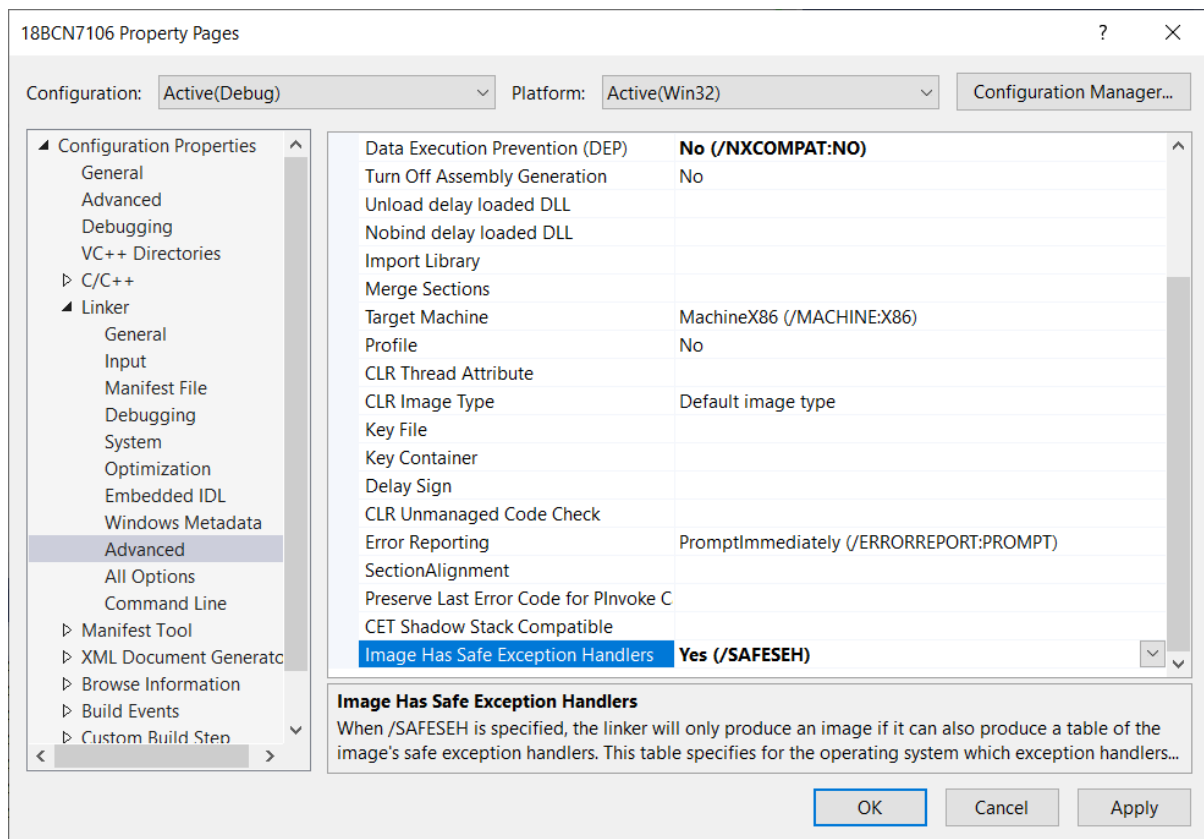 18BCN7106 Property Pages
?
Configuration: Active(Debug) Platform: Active(Win32) Configuration Manager...
Configuration Properties
General
Advanced
Debugging
VC++ Directories
C/C++
Linker
General
Input
Manifest File
Debugging
System
Optimization
Embedded IDL
Windows Metadata
Advanced
All Options
Command Line
Manifest Tool
XML Document Generato
Browse Information
Build Events
Custom Build Step
Data Execution Prevention (DEP) No (/NXCOMPAT:NO)
Turn Off Assembly Generation No
Unload delay loaded DLL
Nobind delay loaded DLL
Import Library
Merge Sections
Target Machine MachineX86 (/MACHINE:X86)
Profile No
CLR Thread Attribute
CLR Image Type Default image type
Key File
Key Container
Delay Sign
CLR Unmanaged Code Check
Error Reporting PromptImmediately (/ERRORREPORT:PROMPT)
SectionAlignment
Preserve Last Error Code for PInvoke C
CET Shadow Stack Compatible
Image Has Safe Exception Handlers Yes (/SAFESEH)
Image Has Safe Exception Handlers
When /SAFESEH is specified, the linker will only produce an image if it can also produce a table of the
image's safe exception handlers. This table specifies for the operating system which exception handlers...
OK Cancel Apply